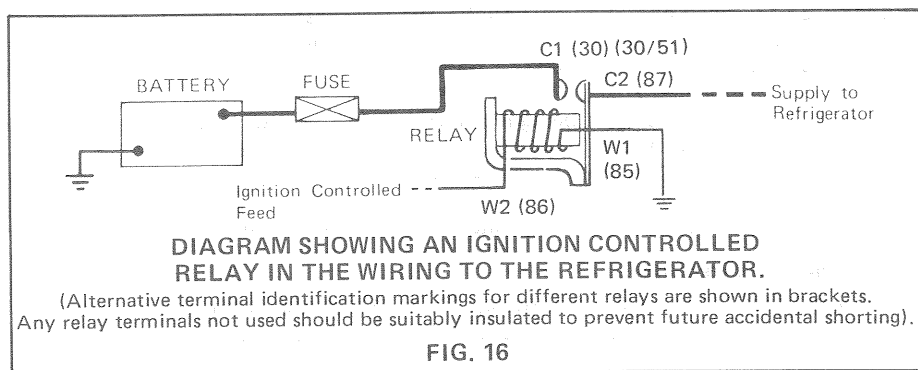 C1 (30) (30/51)
BATTERY
FUSE
C2 (87)
Supply to
Refrigerator
RELAY
W1
(85)
Ignition Controlled
Feed
W2 (86)
DIAGRAM SHOWING AN IGNITION CONTROLLED
RELAY IN THE WIRING TO THE REFRIGERATOR.
(Alternative terminal identification markings for different relays are shown in brackets.
Any relay terminals not used should be suitably insulated to prevent future accidental shorting).
FIG. 16